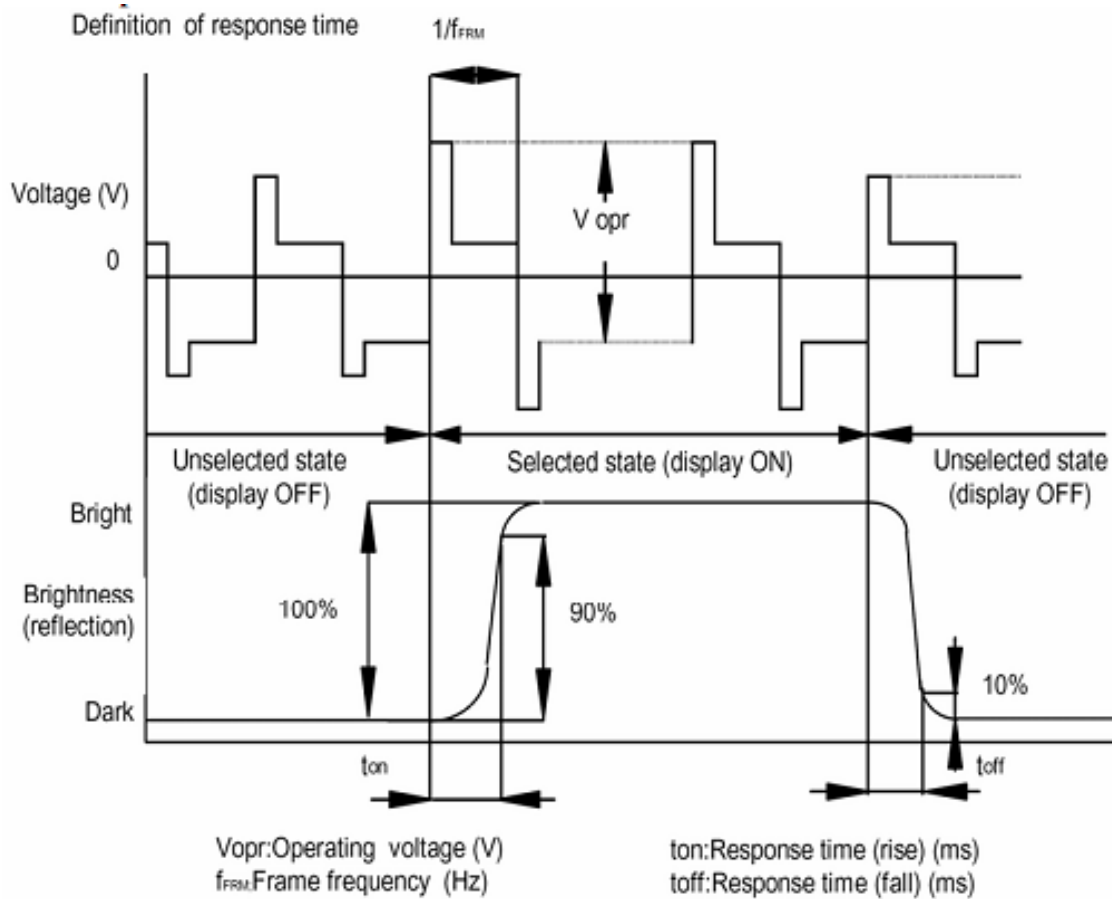 Definition of response time
1/fFRM
Voltage (V)
V opr
0
Unselected state
(display OFF)
Selected state (display ON)
Unselected state
(display OFF)
Bright
Brightness
(reflection)
100%
90%
10%
Dark
ton
toff
Vopr:Operating voltage (V)
fFRM:Frame frequency (Hz)
ton:Response time (rise) (ms)
toff:Response time (fall) (ms)